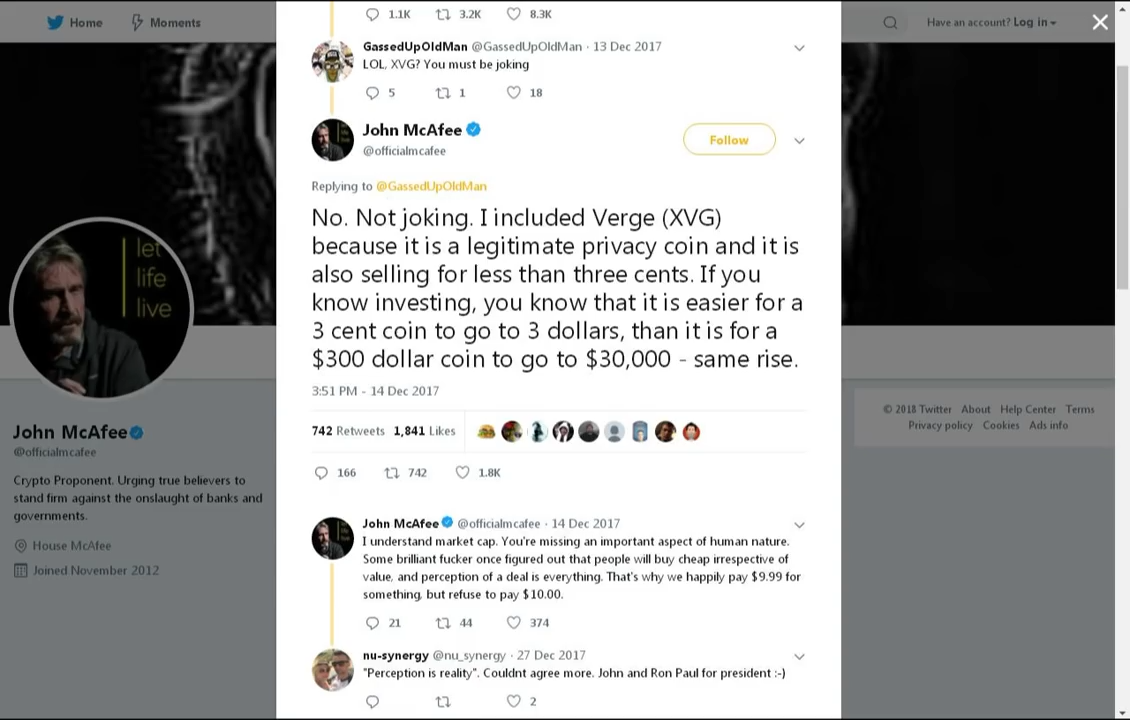 Home Moments
Have an account? Log in
1.1K 3.2K 8.3K
GassedUpOldMan @GassedUpOldMan · 13 Dec 2017
LOL, XVG? You must be joking
5 1 18
John McAfee
@officialmcafee
Follow
Replying to @GassedUpOldMan
No. Not joking. I included Verge (XVG)
because it is a legitimate privacy coin and it is
also selling for less than three cents. If you
know investing, you know that it is easier for a
3 cent coin to go to 3 dollars, than it is for a
$300 dollar coin to go to $30,000 - same rise.
3:51 PM - 14 Dec 2017
742 Retweets 1,841 Likes
166 742 1.8K
John McAfee @officialmcafee · 14 Dec 2017
I understand market cap. You're missing an important aspect of human nature.
Some brilliant fucker once figured out that people will buy cheap irrespective of
value, and perception of a deal is everything. That's why we happily pay $9.99 for
something, but refuse to pay $10.00.
21 44 374
nu-synergy @nu_synergy · 27 Dec 2017
"Perception is reality". Couldnt agree more. John and Ron Paul for president :-)
2
let
life
live
John McAfee
@officialmcafee
Crypto Proponent. Urging true believers to
stand firm against the onslaught of banks and
governments.
House McAfee
Joined November 2012
© 2018 Twitter About Help Center Terms
Privacy policy Cookies Ads info